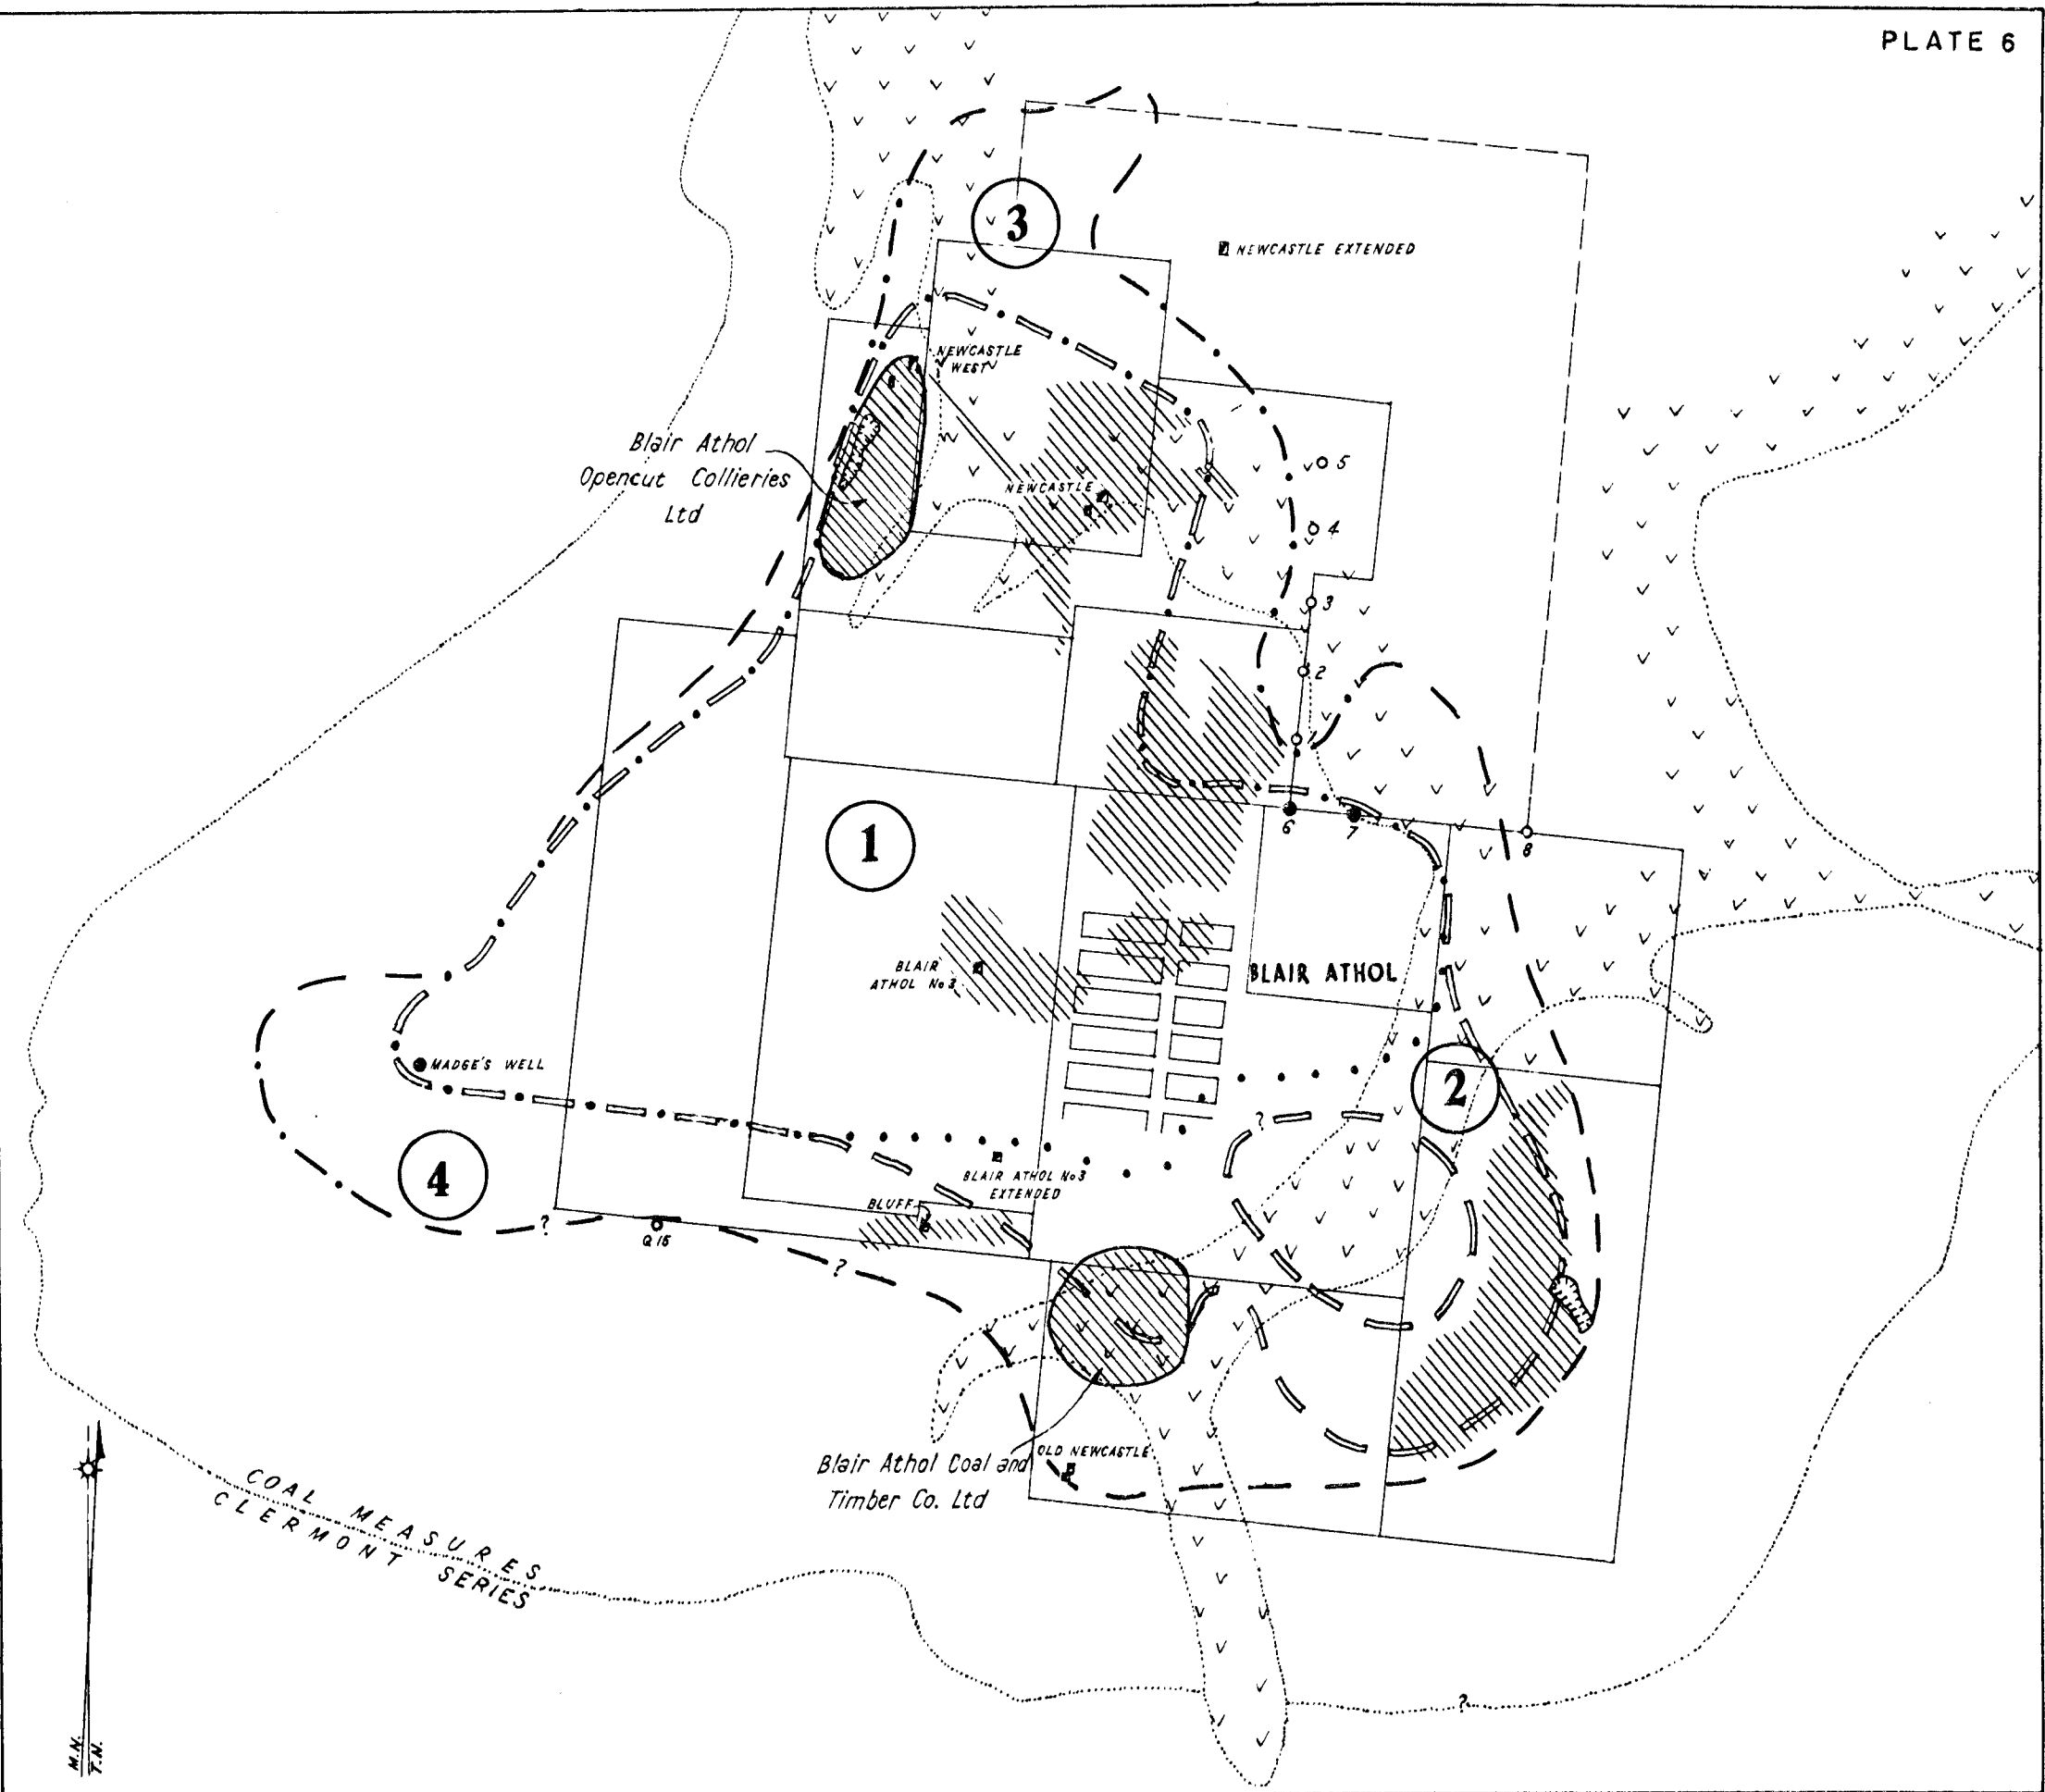 PLATE 6
3
NEWCASTLE EXTENDED
NEWCASTLE
WEST
Blair Athol
Opencut Collieries
Ltd
5
NEWCASTLE
4
3
2
1
6
7
8
1
BLAIR
ATHOL No 3
BLAIR ATHOL
MADGE'S WELL
2
?
4
BLAIR ATHOL No 3
EXTENDED
BLUFF
?
Q 15
?
OLD NEWCASTLE
Blair Athol Coal and
Timber Co. Ltd
COAL MEASURES
CLERMONT SERIES
?
M.N.
T.N.